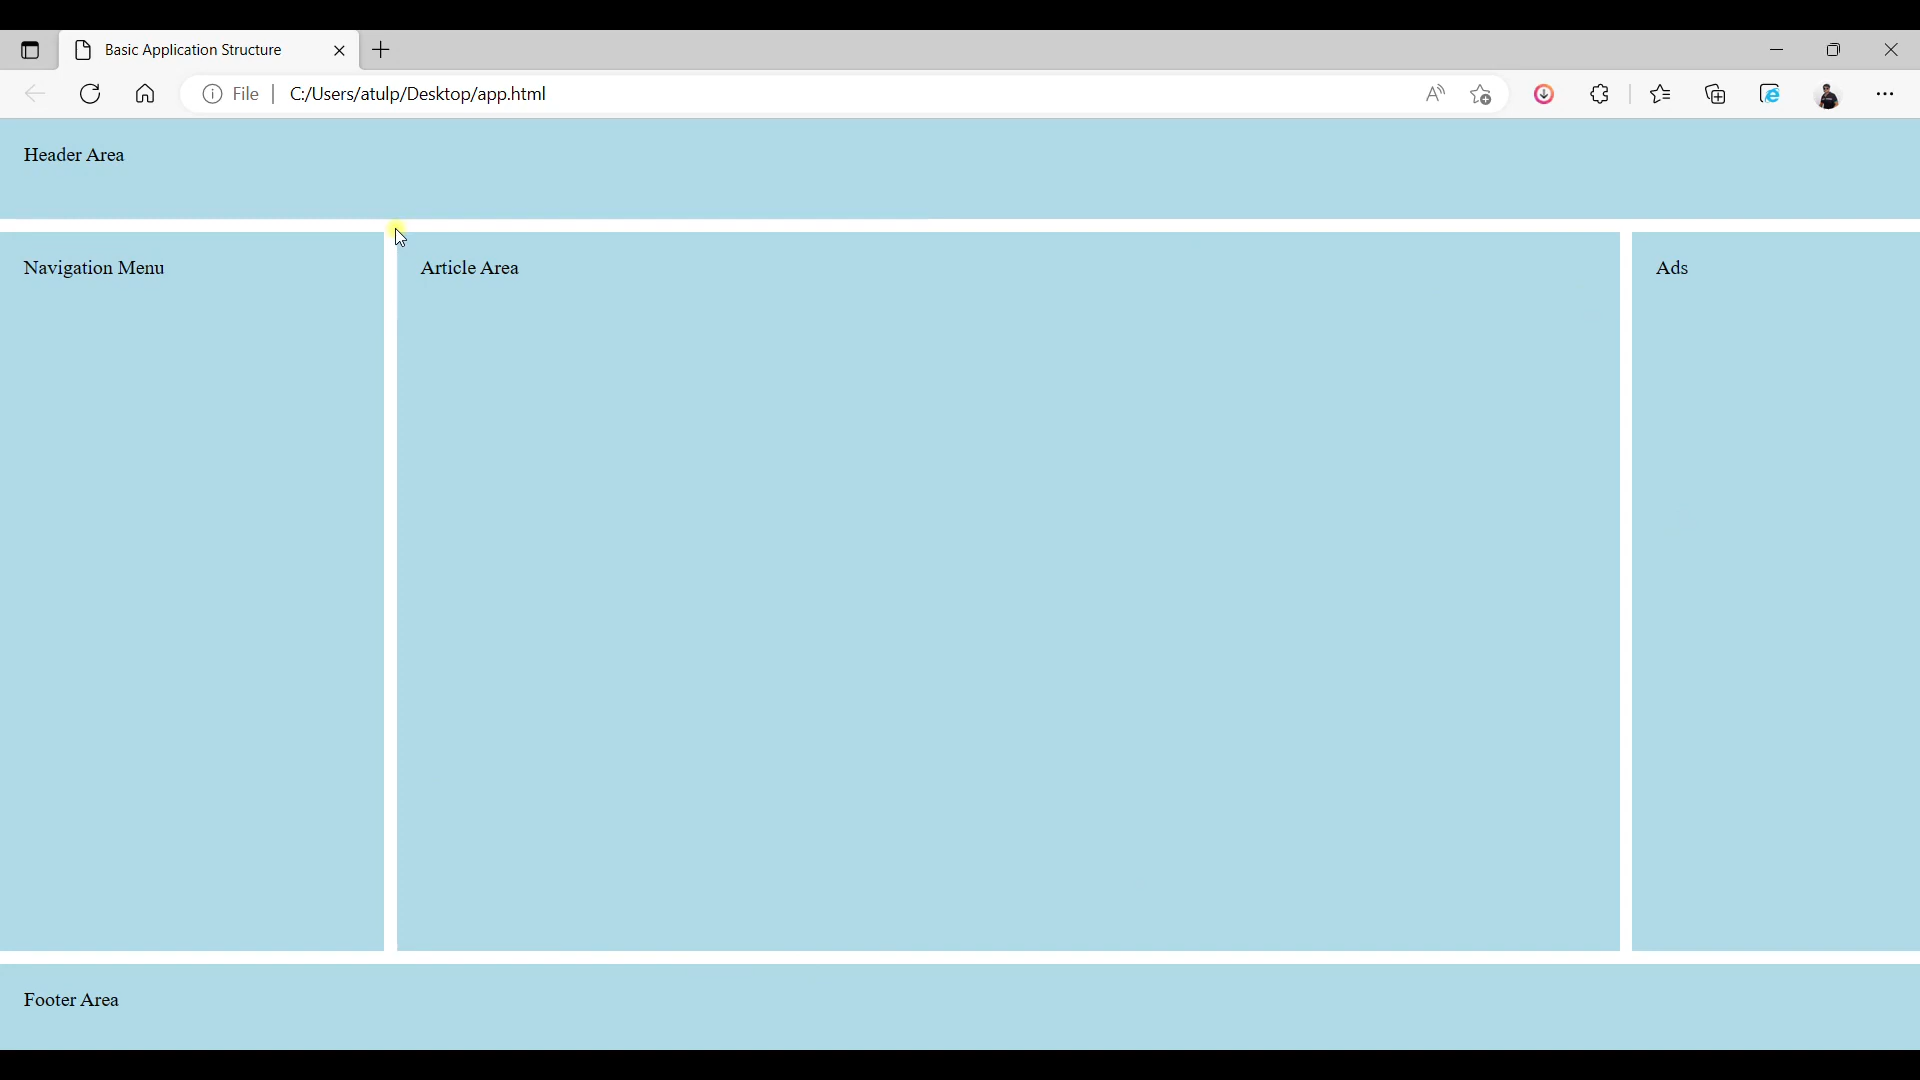 Basic Application Structure
File
C:/Users/atulp/Desktop/app.html
Header Area
Navigation Menu
Article Area
Ads
Footer Area